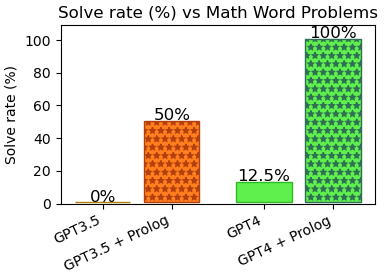 Solve rate (%) vs Math Word Problems
Solve rate (%)
100
80
60
40
20
0
0%
50%
12.5%
100%
GPT3.5
GPT3.5 + Prolog
GPT4
GPT4 + Prolog